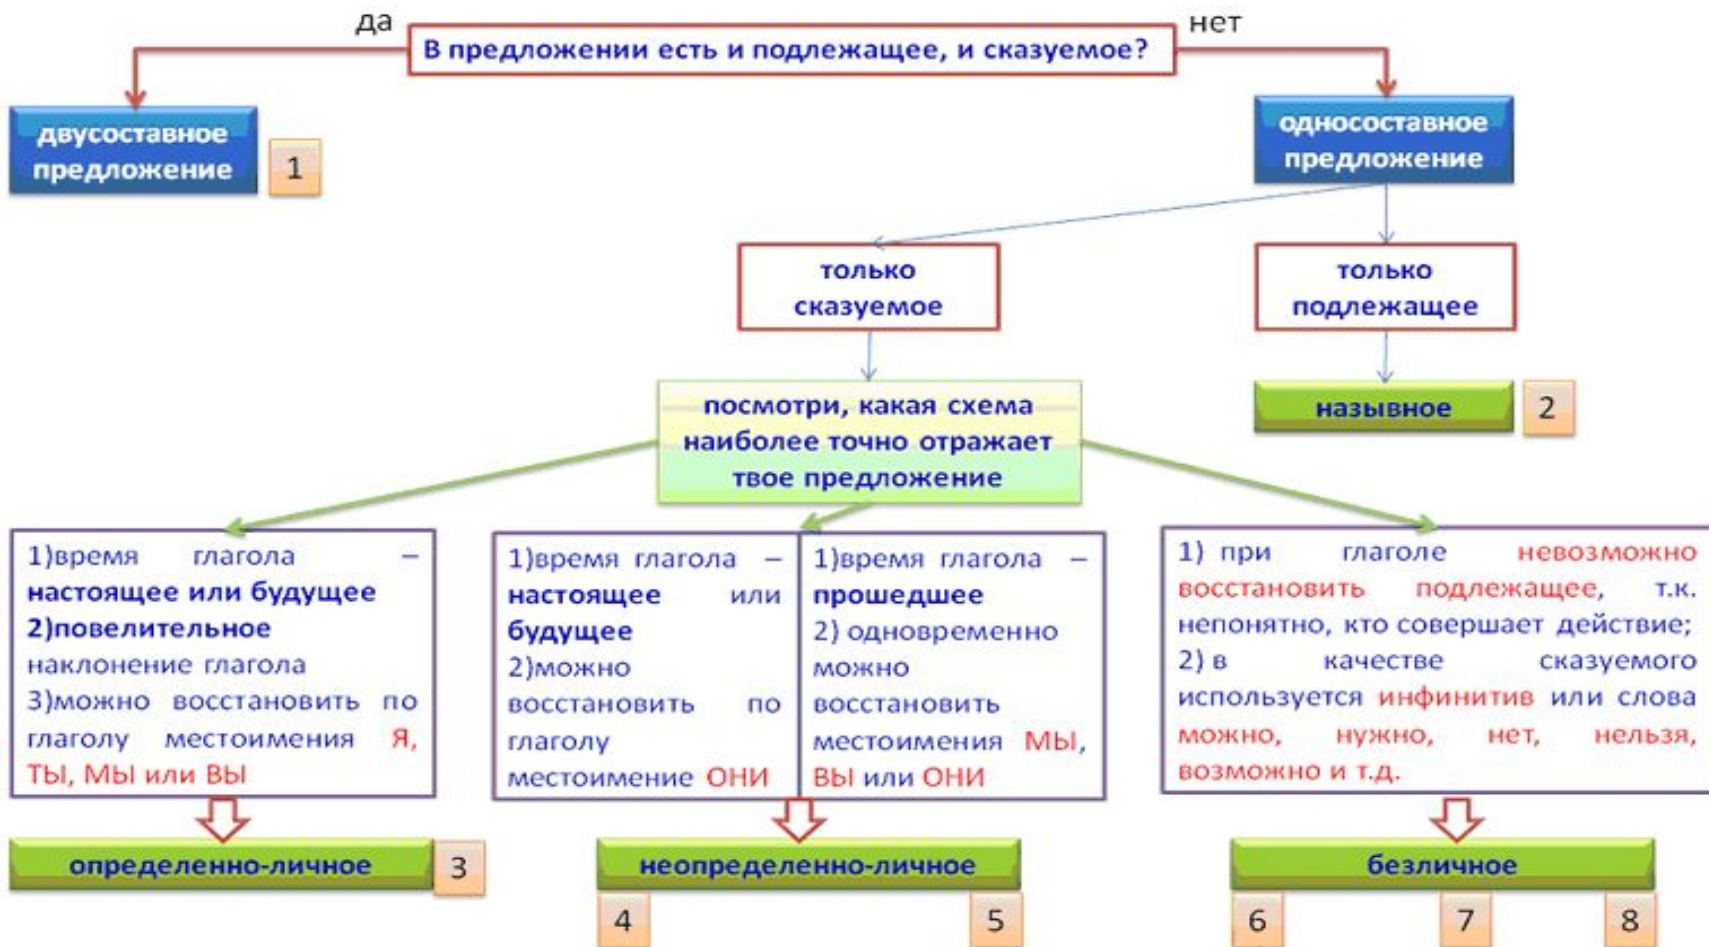 да
нет
В предложении есть и подлежащее, и сказуемое?
двусоставное
предложение
1
односоставное
предложение
только
сказуемое
только
подлежащее
посмотри, какая схема
наиболее точно отражает
твое предложение
назывное
2
1)время глагола –
настоящее или будущее
2)повелительное
наклонение глагола
3)можно восстановить по
глаголу местоимения Я,
ТЫ, МЫ или ВЫ
1)время глагола –
настоящее или
будущее
2)можно
восстановить по
глаголу
местоимение ОНИ
1)время глагола –
прошедшее
2) одновременно
можно
восстановить
местоимения МЫ,
ВЫ или ОНИ
1) при глаголе невозможно
восстановить подлежащее, т.к.
непонятно, кто совершает действие;
2) в качестве сказуемого
используется инфинитив или слова
можно, нужно, нет, нельзя,
возможно и т.д.
определенно-личное
3
неопределенно-личное
4
5
безличное
6
7
8